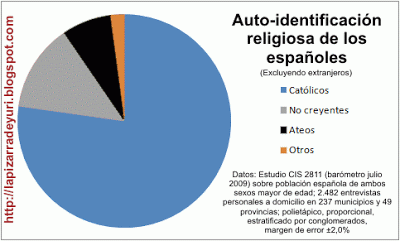 http://lapizarradeyuri.blogspot.com
Auto-identificación
religiosa de los
españoles
(Excluyendo extranjeros)
Católicos
No creyentes
Ateos
Otros
Datos: Estudio CIS 2811 (barómetro julio
2009) sobre población española de ambos
sexos mayor de edad; 2.482 entrevistas
personales a domicilio en 237 municipios y 49
provincias; polietápico, proporcional,
estratificado por conglomerados,
margen de error ±2,0%